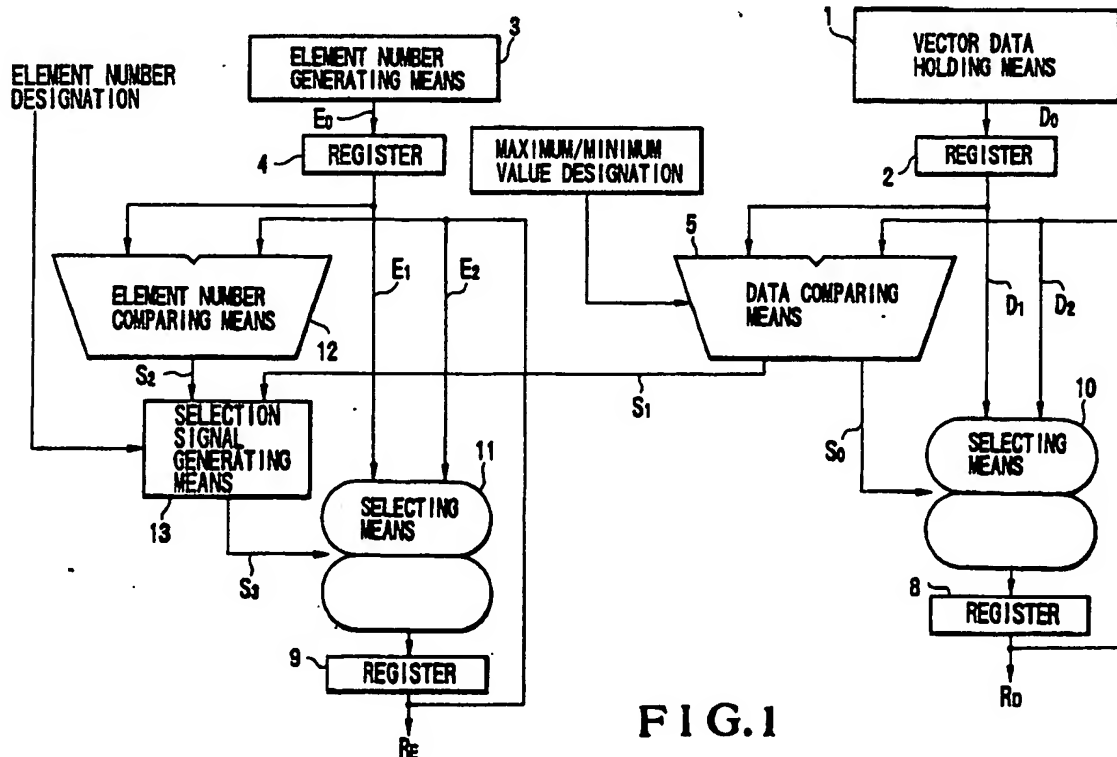 3
ELEMENT NUMBER
GENERATING MEANS
1
VECTOR DATA
HOLDING MEANS
ELEMENT NUMBER
DESIGNATION
E0
D0
4
REGISTER
MAXIMUM/MINIMUM
VALUE DESIGNATION
REGISTER
2
5
ELEMENT NUMBER
COMPARING MEANS
12
E1
E2
DATA COMPARING
MEANS
D1
D2
S2
S1
S0
SELECTION
SIGNAL
GENERATING
MEANS
13
11
SELECTING
MEANS
10
SELECTING
MEANS
S3
8
REGISTER
9
REGISTER
RD
RE
FIG.1